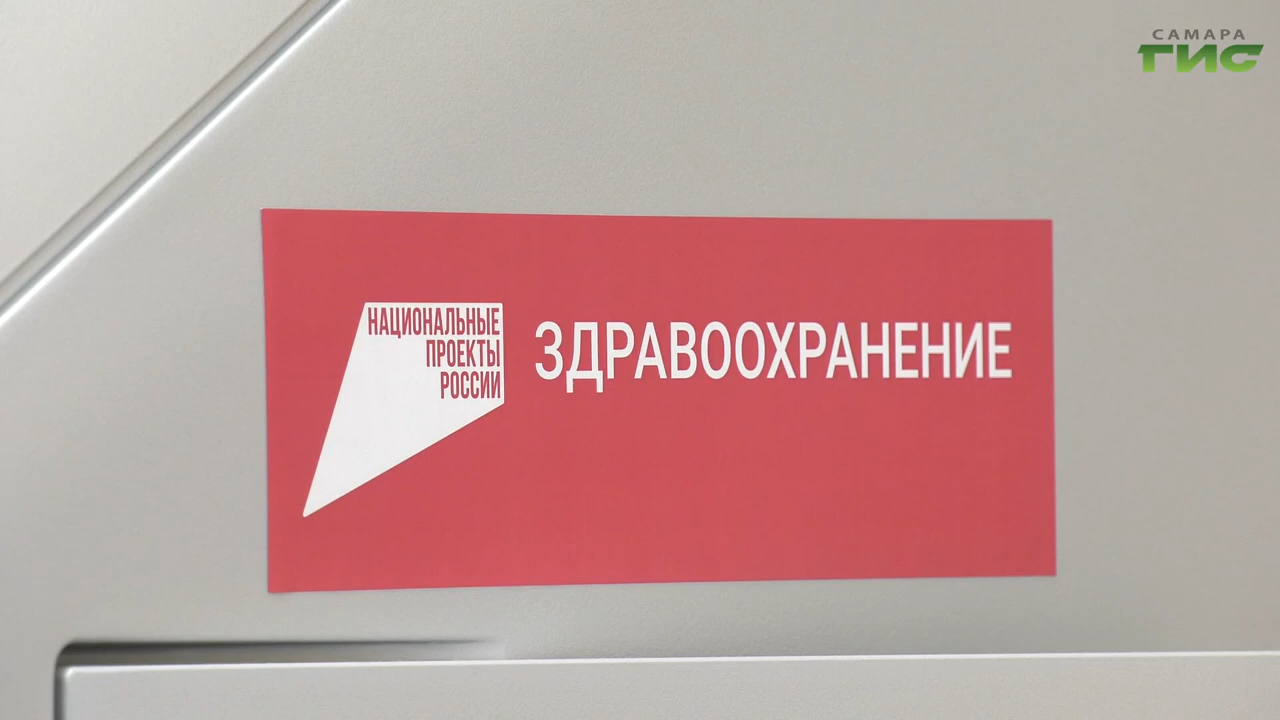 САМАРА
ГИС
НАЦИОНАЛЬНЫЕ
ПРОЕКТЫ
РОССИИ
ЗДРАВООХРАНЕНИЕ